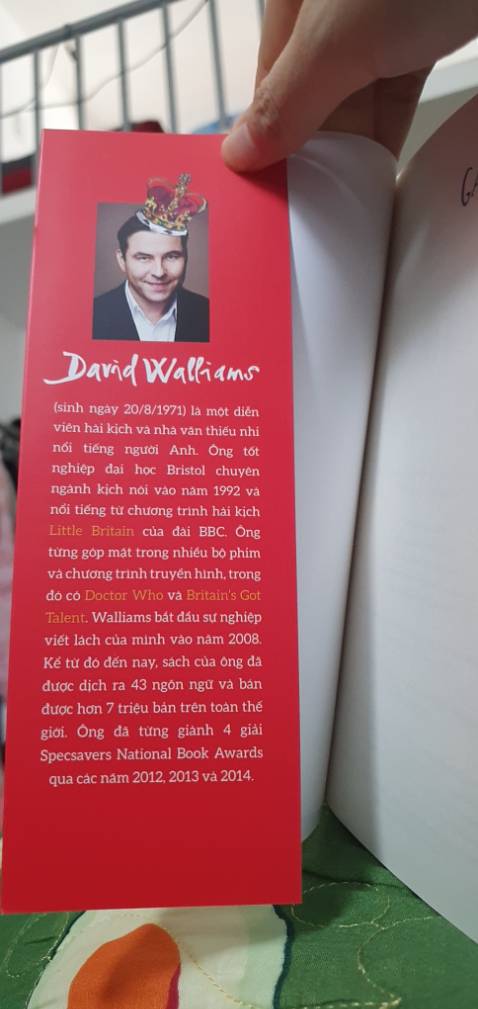 David Walliams
(sinh ngày 20/8/1971) là một diễn
viên hài kịch và nhà văn thiếu nhi
nổi tiếng người Anh. Ông tốt
nghiệp đại học Bristol chuyên
ngành kịch nói vào năm 1992 và
nổi tiếng từ chương trình hài kịch
Little Britain của đài BBC. Ông
từng góp mặt trong nhiều bộ phim
và chương trình truyền hình, trong
đó có Doctor Who và Britain's Got
Talent. Walliams bắt đầu sự nghiệp
viết lách của mình vào năm 2008.
Kể từ đó đến nay, sách của ông đã
được dịch ra 43 ngôn ngữ và bán
được hơn 7 triệu bản trên toàn thế
giới. Ông đã từng giành 4 giải
Specsavers National Book Awards
qua các năm 2012, 2013 và 2014.